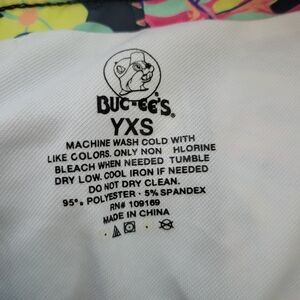 BUC-EE'S.
YXS
MACHINE WASH COLD WITH
LIKE COLORS. ONLY NON HLORINE
BLEACH WHEN NEEDED TUMBLE
DRY LOW. COOL IRON IF NEEDED
DO NOT DRY CLEAN.
95% POLYESTER · 5% SPANDEX
RN# 109169
MADE IN CHINA